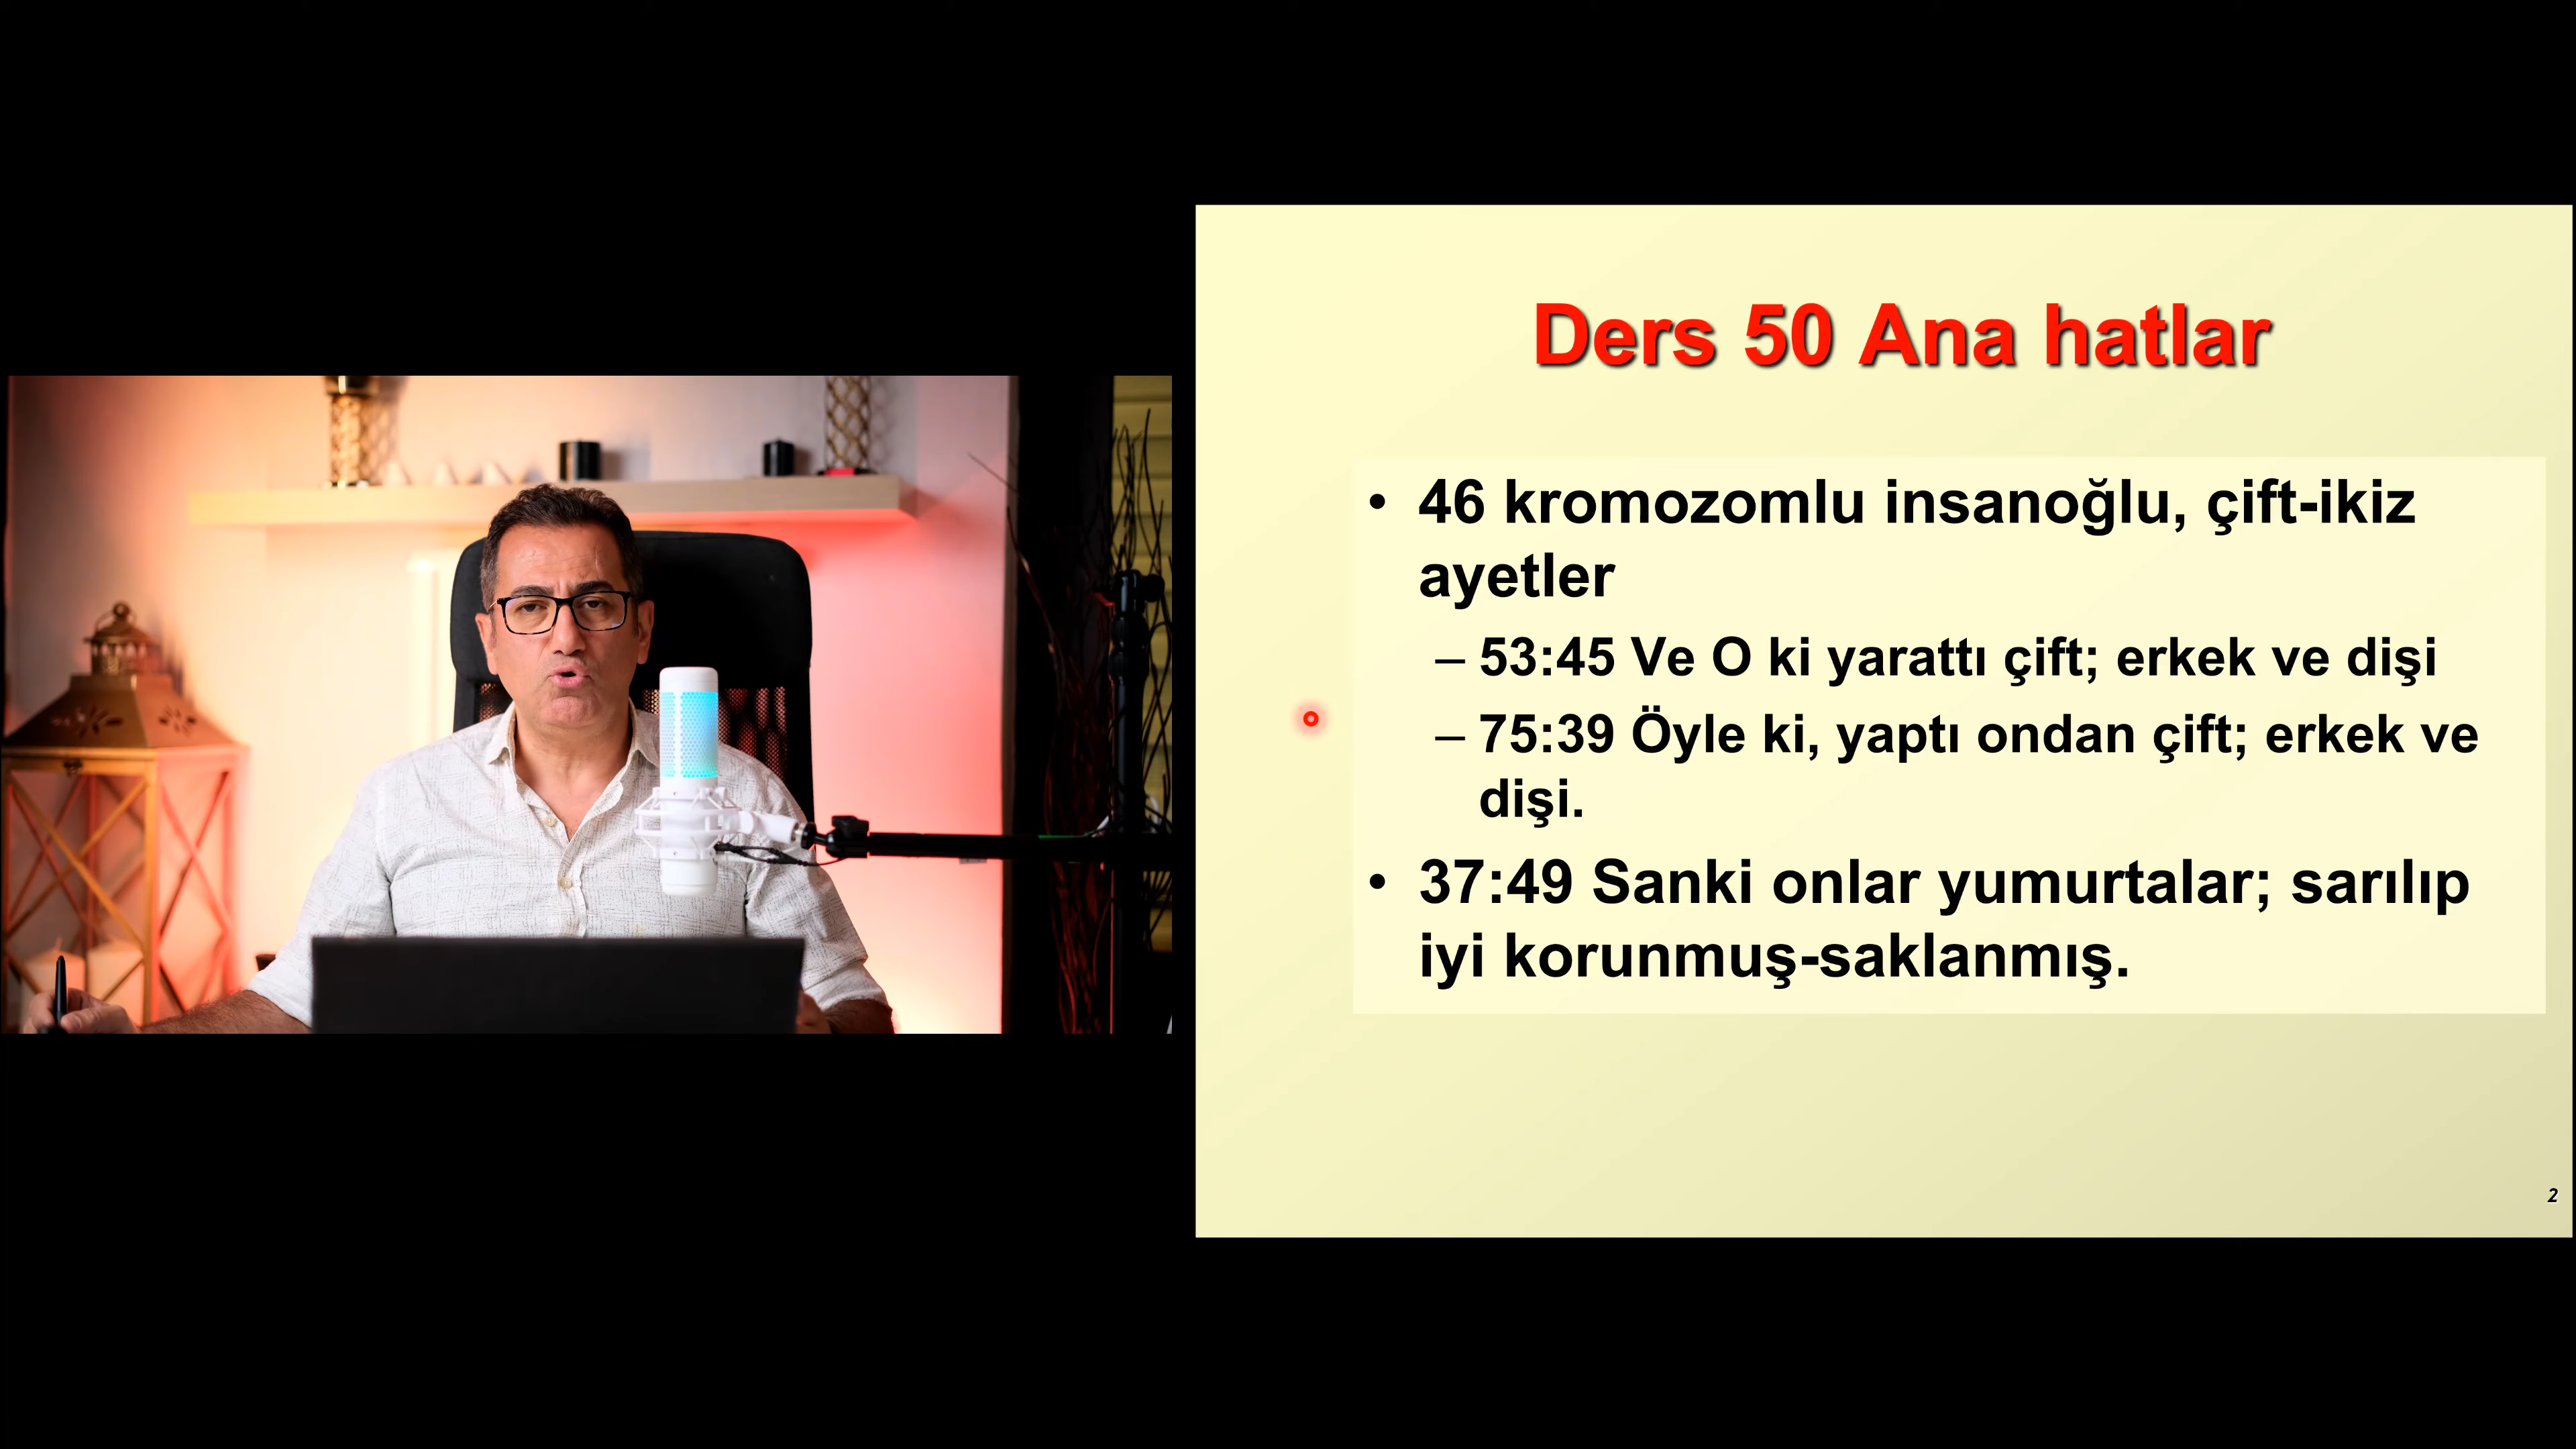 Ders 50 Ana hatlar
• 46 kromozomlu insanoğlu, çift-ikiz
ayetler
– 53:45 Ve O ki yarattı çift; erkek ve dişi
– 75:39 Öyle ki, yaptı ondan çift; erkek ve
dişi.
• 37:49 Sanki onlar yumurtalar; sarılıp
iyi korunmuş-saklanmış.
2